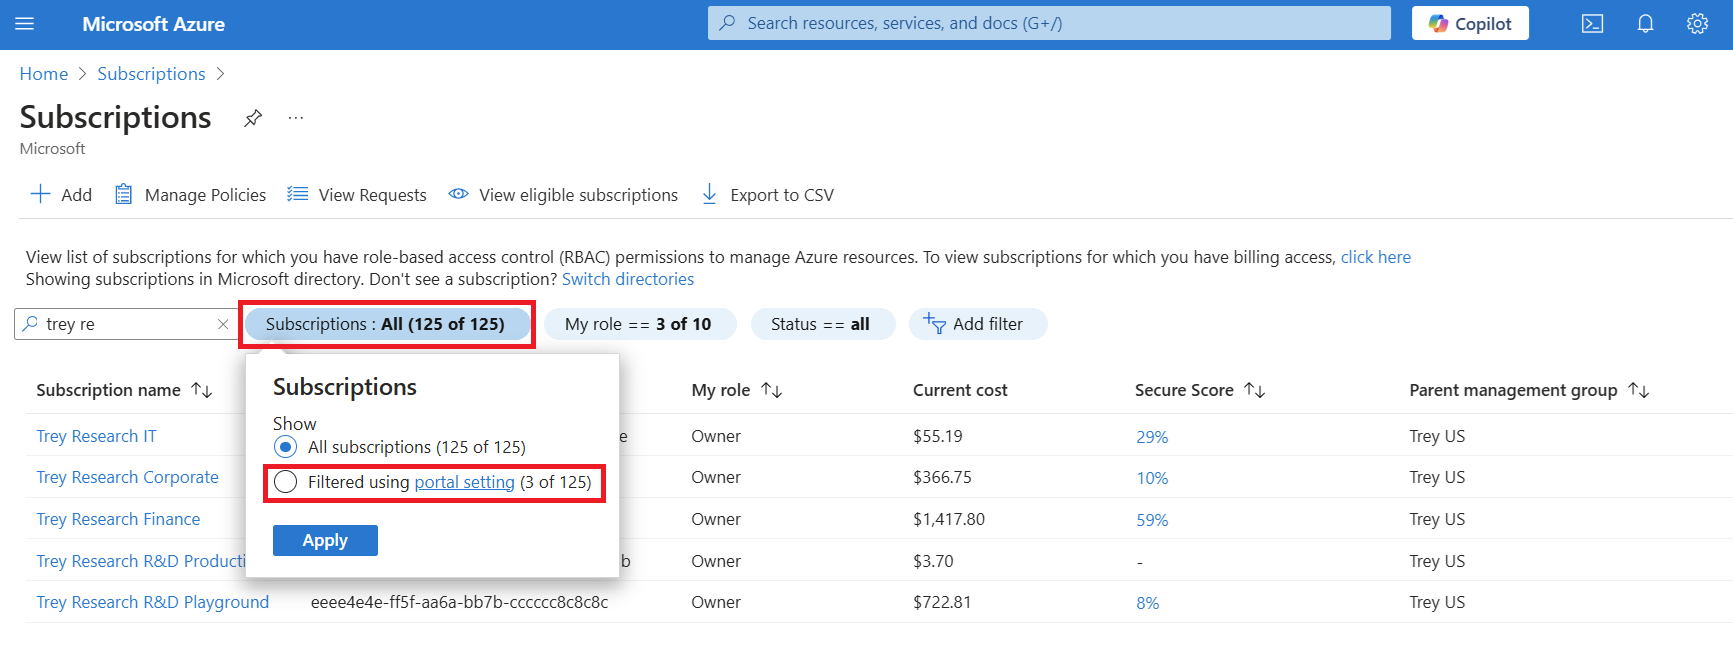 Microsoft Azure
Search resources, services, and docs (G+/)
Copilot
Home > Subscriptions >
Subscriptions
Microsoft
Add
Manage Policies
View Requests
View eligible subscriptions
Export to CSV
View list of subscriptions for which you have role-based access control (RBAC) permissions to manage Azure resources. To view subscriptions for which you have billing access, click here
Showing subscriptions in Microsoft directory. Don't see a subscription? Switch directories
trey re
Subscriptions : All (125 of 125)
My role == 3 of 10
Status == all
Add filter
Subscriptions
Show
All subscriptions (125 of 125)
Filtered using portal setting (3 of 125)
Apply
Subscription name My role Current cost Secure Score Parent management group
Trey Research IT e Owner $55.19 29% Trey US
Trey Research Corporate Owner $366.75 10% Trey US
Trey Research Finance Owner $1,417.80 59% Trey US
Trey Research R&D Producti b Owner $3.70 - Trey US
Trey Research R&D Playground eeee4e4e-ff5f-aa6a-bb7b-cccccc8c8c8c Owner $722.81 8% Trey US